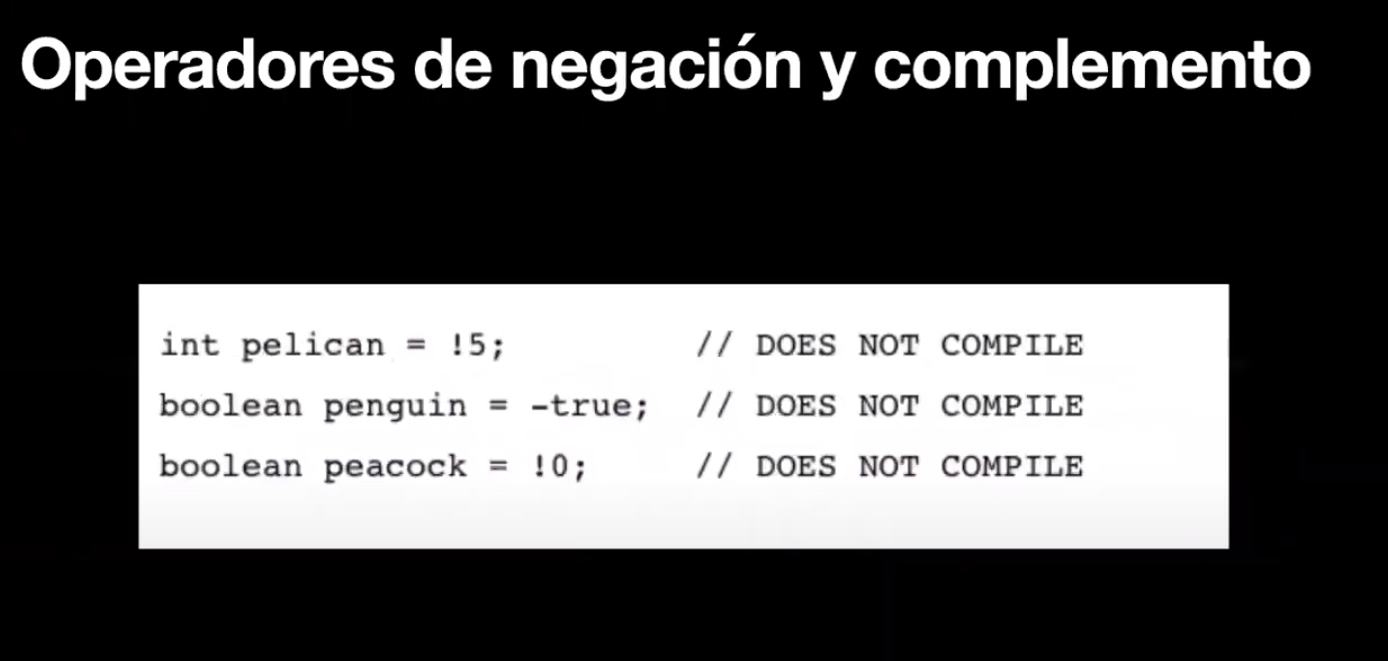 Operadores de negación y complemento
int pelican = !5; // DOES NOT COMPILE
boolean penguin = -true; // DOES NOT COMPILE
boolean peacock = !0; // DOES NOT COMPILE